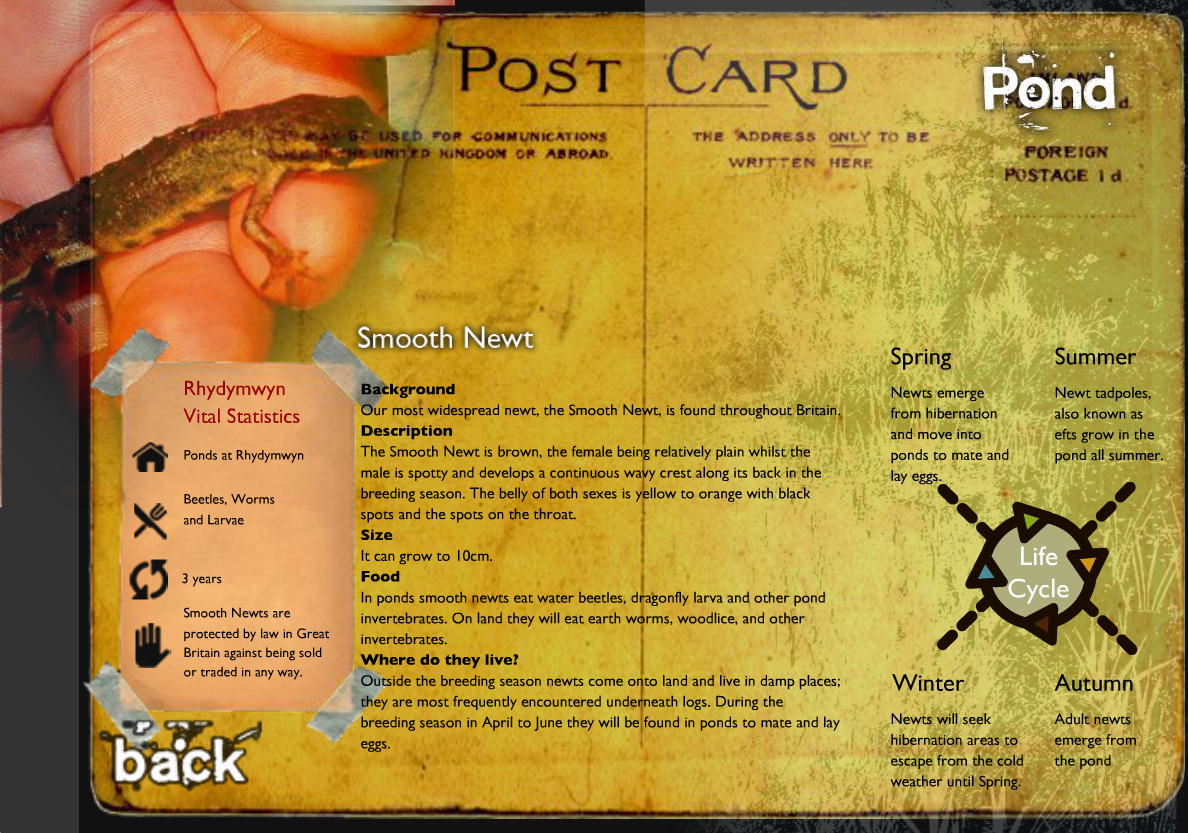 POST CARD
MAY BE USED FOR COMMUNICATIONS
IN THE UNITED KINGDOM OR ABROAD.
THE ADDRESS ONLY TO BE
WRITTEN HERE
Pond
FOREIGN
POSTAGE 1d.
Smooth Newt
Rhydymwyn
Vital Statistics
Ponds at Rhydymwyn
Beetles, Worms
and Larvae
3 years
Smooth Newts are
protected by law in Great
Britain against being sold
or traded in any way.
back
Background
Our most widespread newt, the Smooth Newt, is found throughout Britain.
Description
The Smooth Newt is brown, the female being relatively plain whilst the
male is spotty and develops a continuous wavy crest along its back in the
breeding season. The belly of both sexes is yellow to orange with black
spots and the spots on the throat.
Size
It can grow to 10cm.
Food
In ponds smooth newts eat water beetles, dragonfly larva and other pond
invertebrates. On land they will eat earth worms, woodlice, and other
invertebrates.
Where do they live?
Outside the breeding season newts come onto land and live in damp places;
they are most frequently encountered underneath logs. During the
breeding season in April to June they will be found in ponds to mate and lay
eggs.
Spring
Newts emerge
from hibernation
and move into
ponds to mate and
lay eggs.
Summer
Newt tadpoles,
also known as
efts grow in the
pond all summer.
Life
Cycle
Winter
Newts will seek
hibernation areas to
escape from the cold
weather until Spring.
Autumn
Adult newts
emerge from
the pond